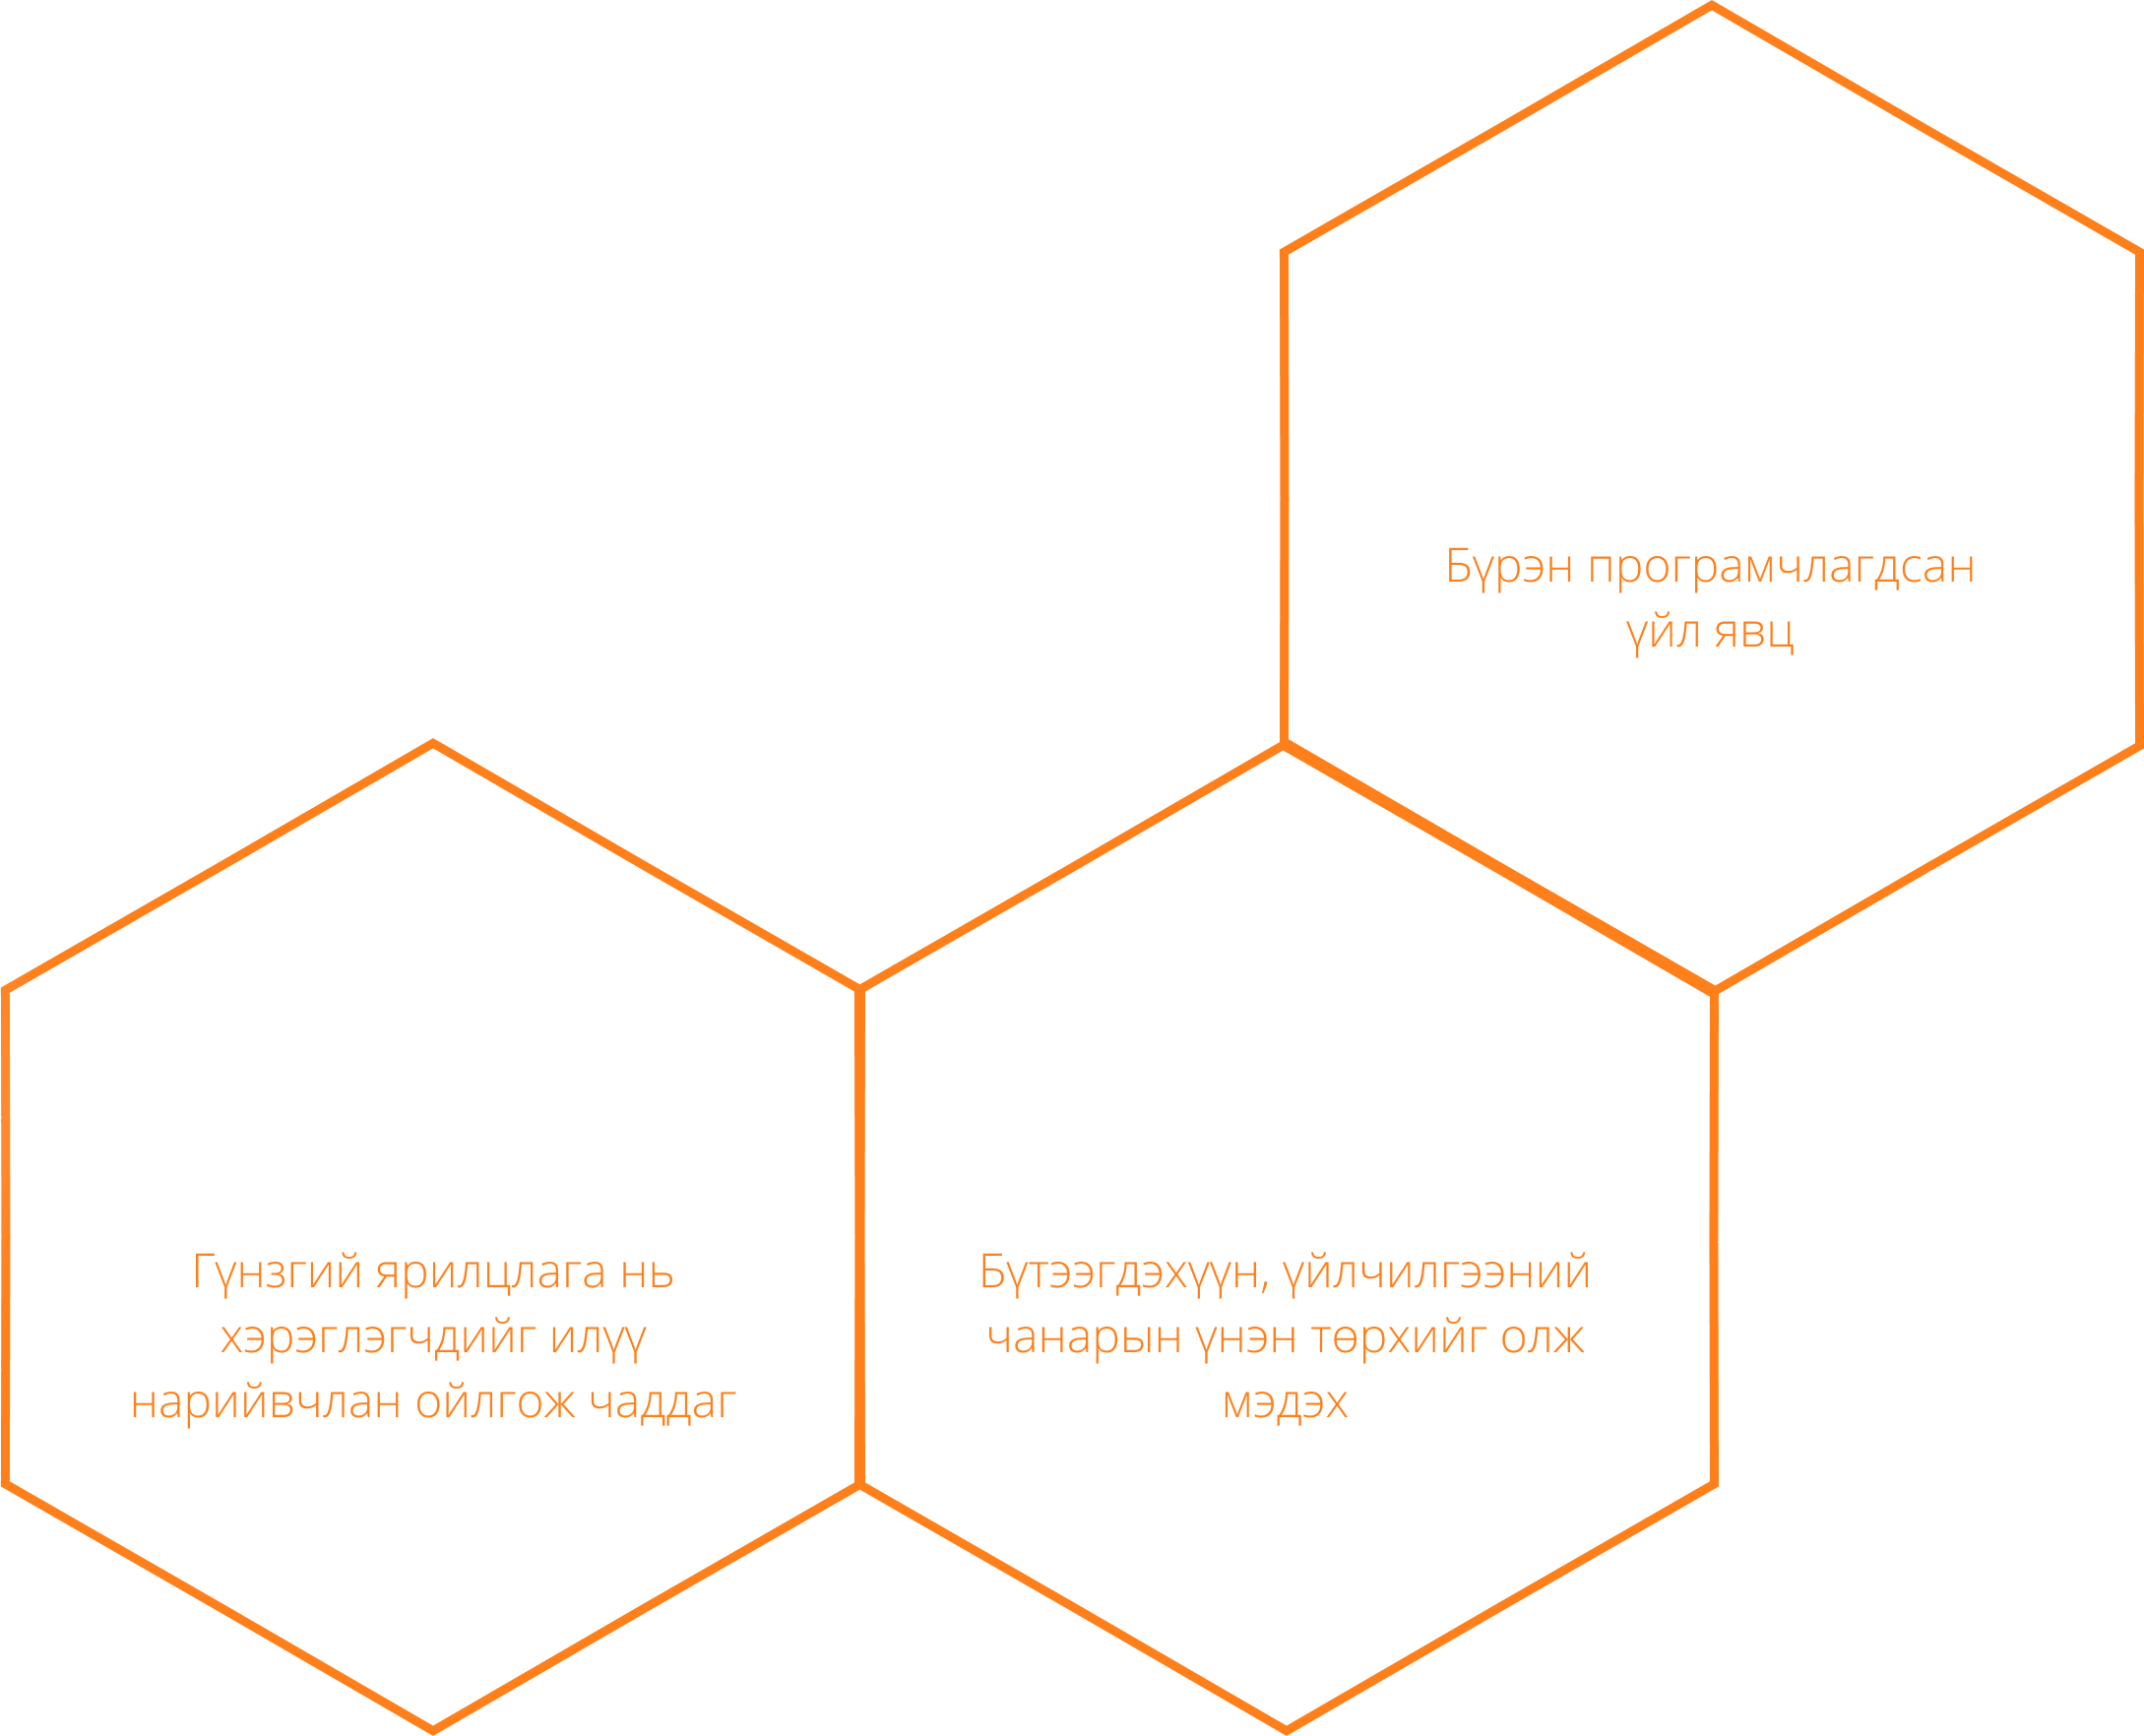 Бүрэн програмчлагдсан
үйл явц
Гүнзгий ярилцлага нь
хэрэглэгчдийг илүү
нарийвчлан ойлгож чаддаг
Бүтээгдэхүүн, үйлчилгээний
чанарын үнэн төрхийг олж
мэдэх